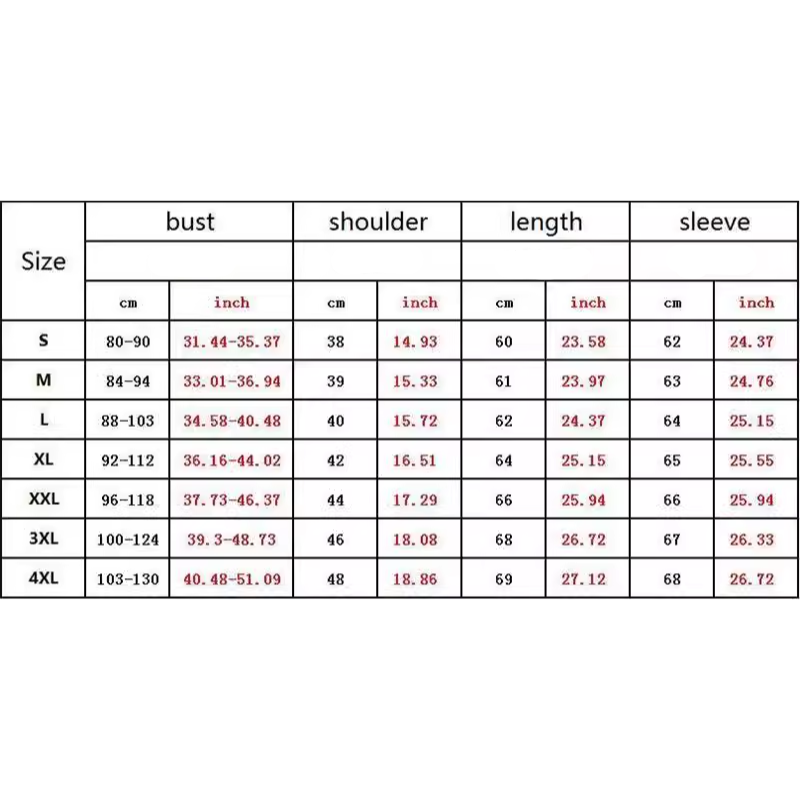 Size bust shoulder length sleeve
cm inch cm inch cm inch cm inch
S 80-90 31.44-35.37 38 14.93 60 23.58 62 24.37
M 84-94 33.01-36.94 39 15.33 61 23.97 63 24.76
L 88-103 34.58-40.48 40 15.72 62 24.37 64 25.15
XL 92-112 36.16-44.02 42 16.51 64 25.15 65 25.55
XXL 96-118 37.73-46.37 44 17.29 66 25.94 66 25.94
3XL 100-124 39.3-48.73 46 18.08 68 26.72 67 26.33
4XL 103-130 40.48-51.09 48 18.86 69 27.12 68 26.72